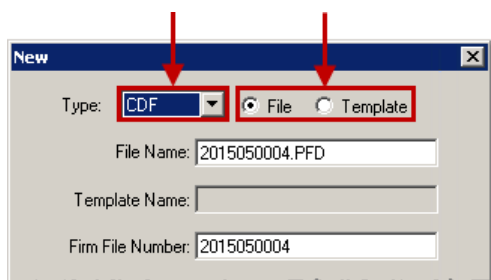 New
Type: CDF File Template
File Name: 2015050004.PFD
Template Name:
Firm File Number: 2015050004